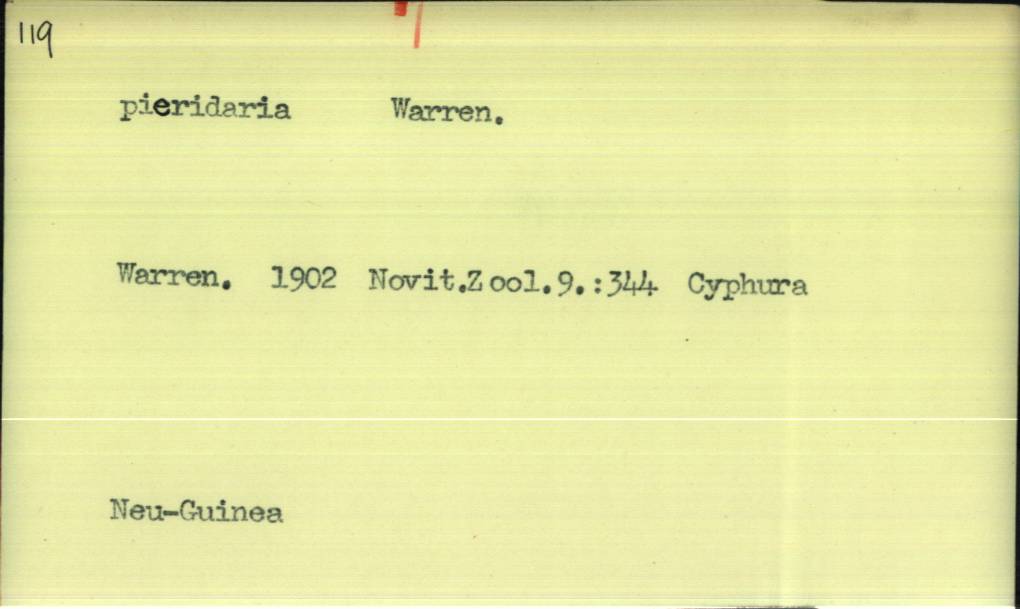 119
pieridaria Warren.
Warren. 1902 Novit.Zool.9.:344 Cyphura
Neu-Guinea